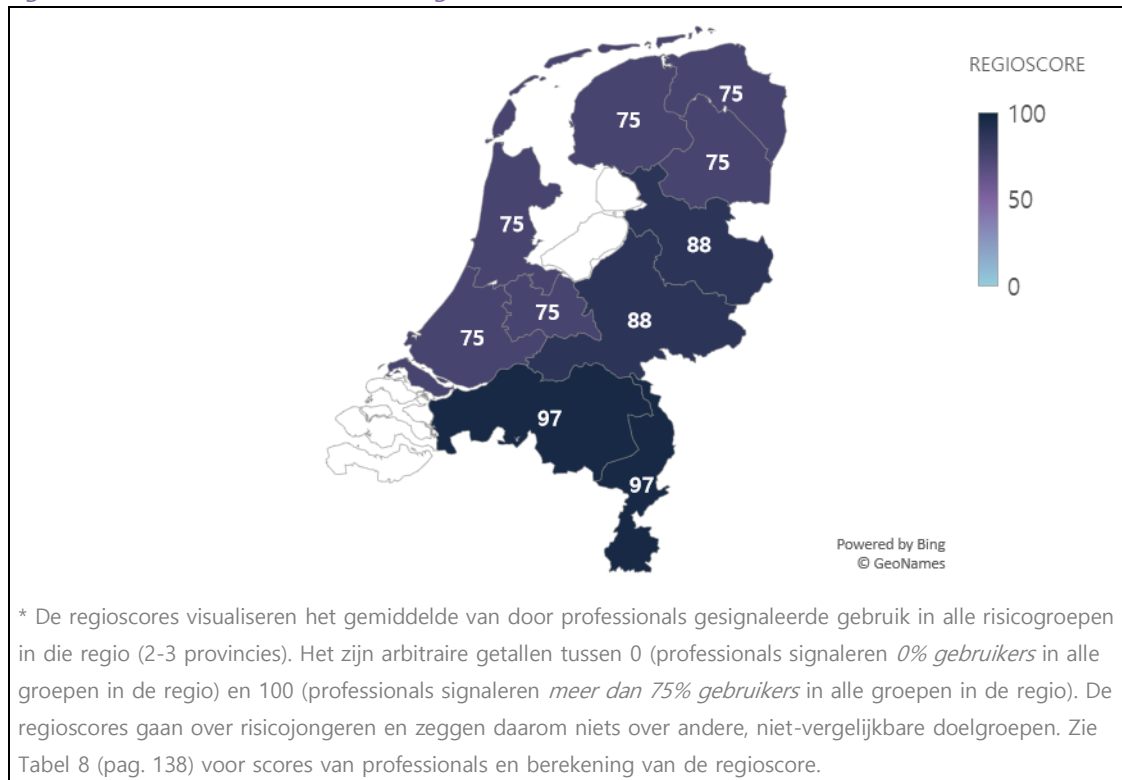 REGIOSCORE
100
50
0
75
75
75
75
88
75
88
75
97
97
Powered by Bing
© GeoNames
* De regioscores visualiseren het gemiddelde van door professionals gesignaleerde gebruik in alle risicogroepen
in die regio (2-3 provincies). Het zijn arbitraire getallen tussen 0 (professionals signaleren 0% gebruikers in alle
groepen in de regio) en 100 (professionals signaleren meer dan 75% gebruikers in alle groepen in de regio). De
regioscores gaan over risicojongeren en zeggen daarom niets over andere, niet-vergelijkbare doelgroepen. Zie
Tabel 8 (pag. 138) voor scores van professionals en berekening van de regioscore.